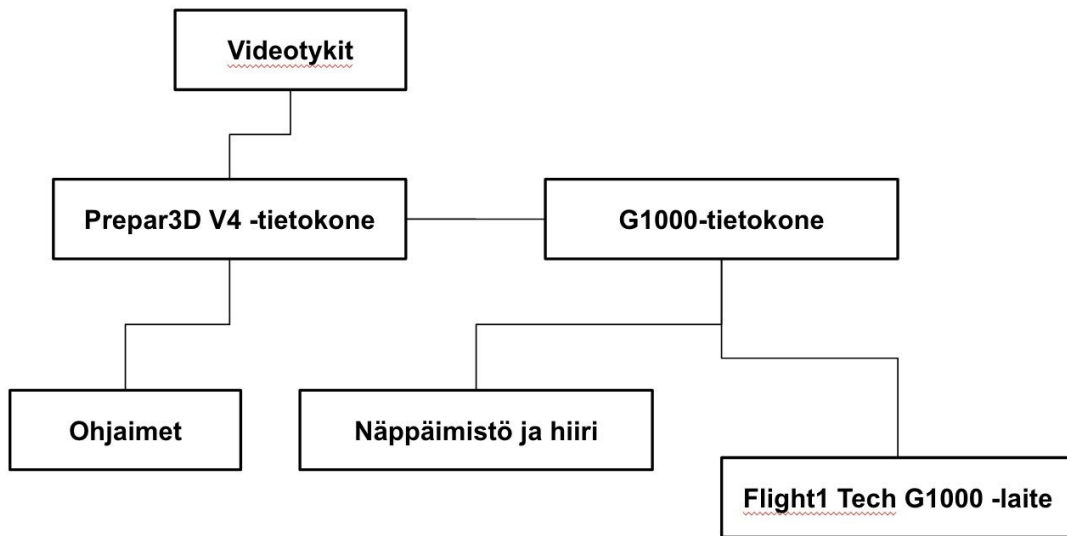 Videotykit
Prepar3D V4 -tietokone
G1000-tietokone
Ohjaimet
Näppäimistö ja hiiri
Flight1 Tech G1000 -laite